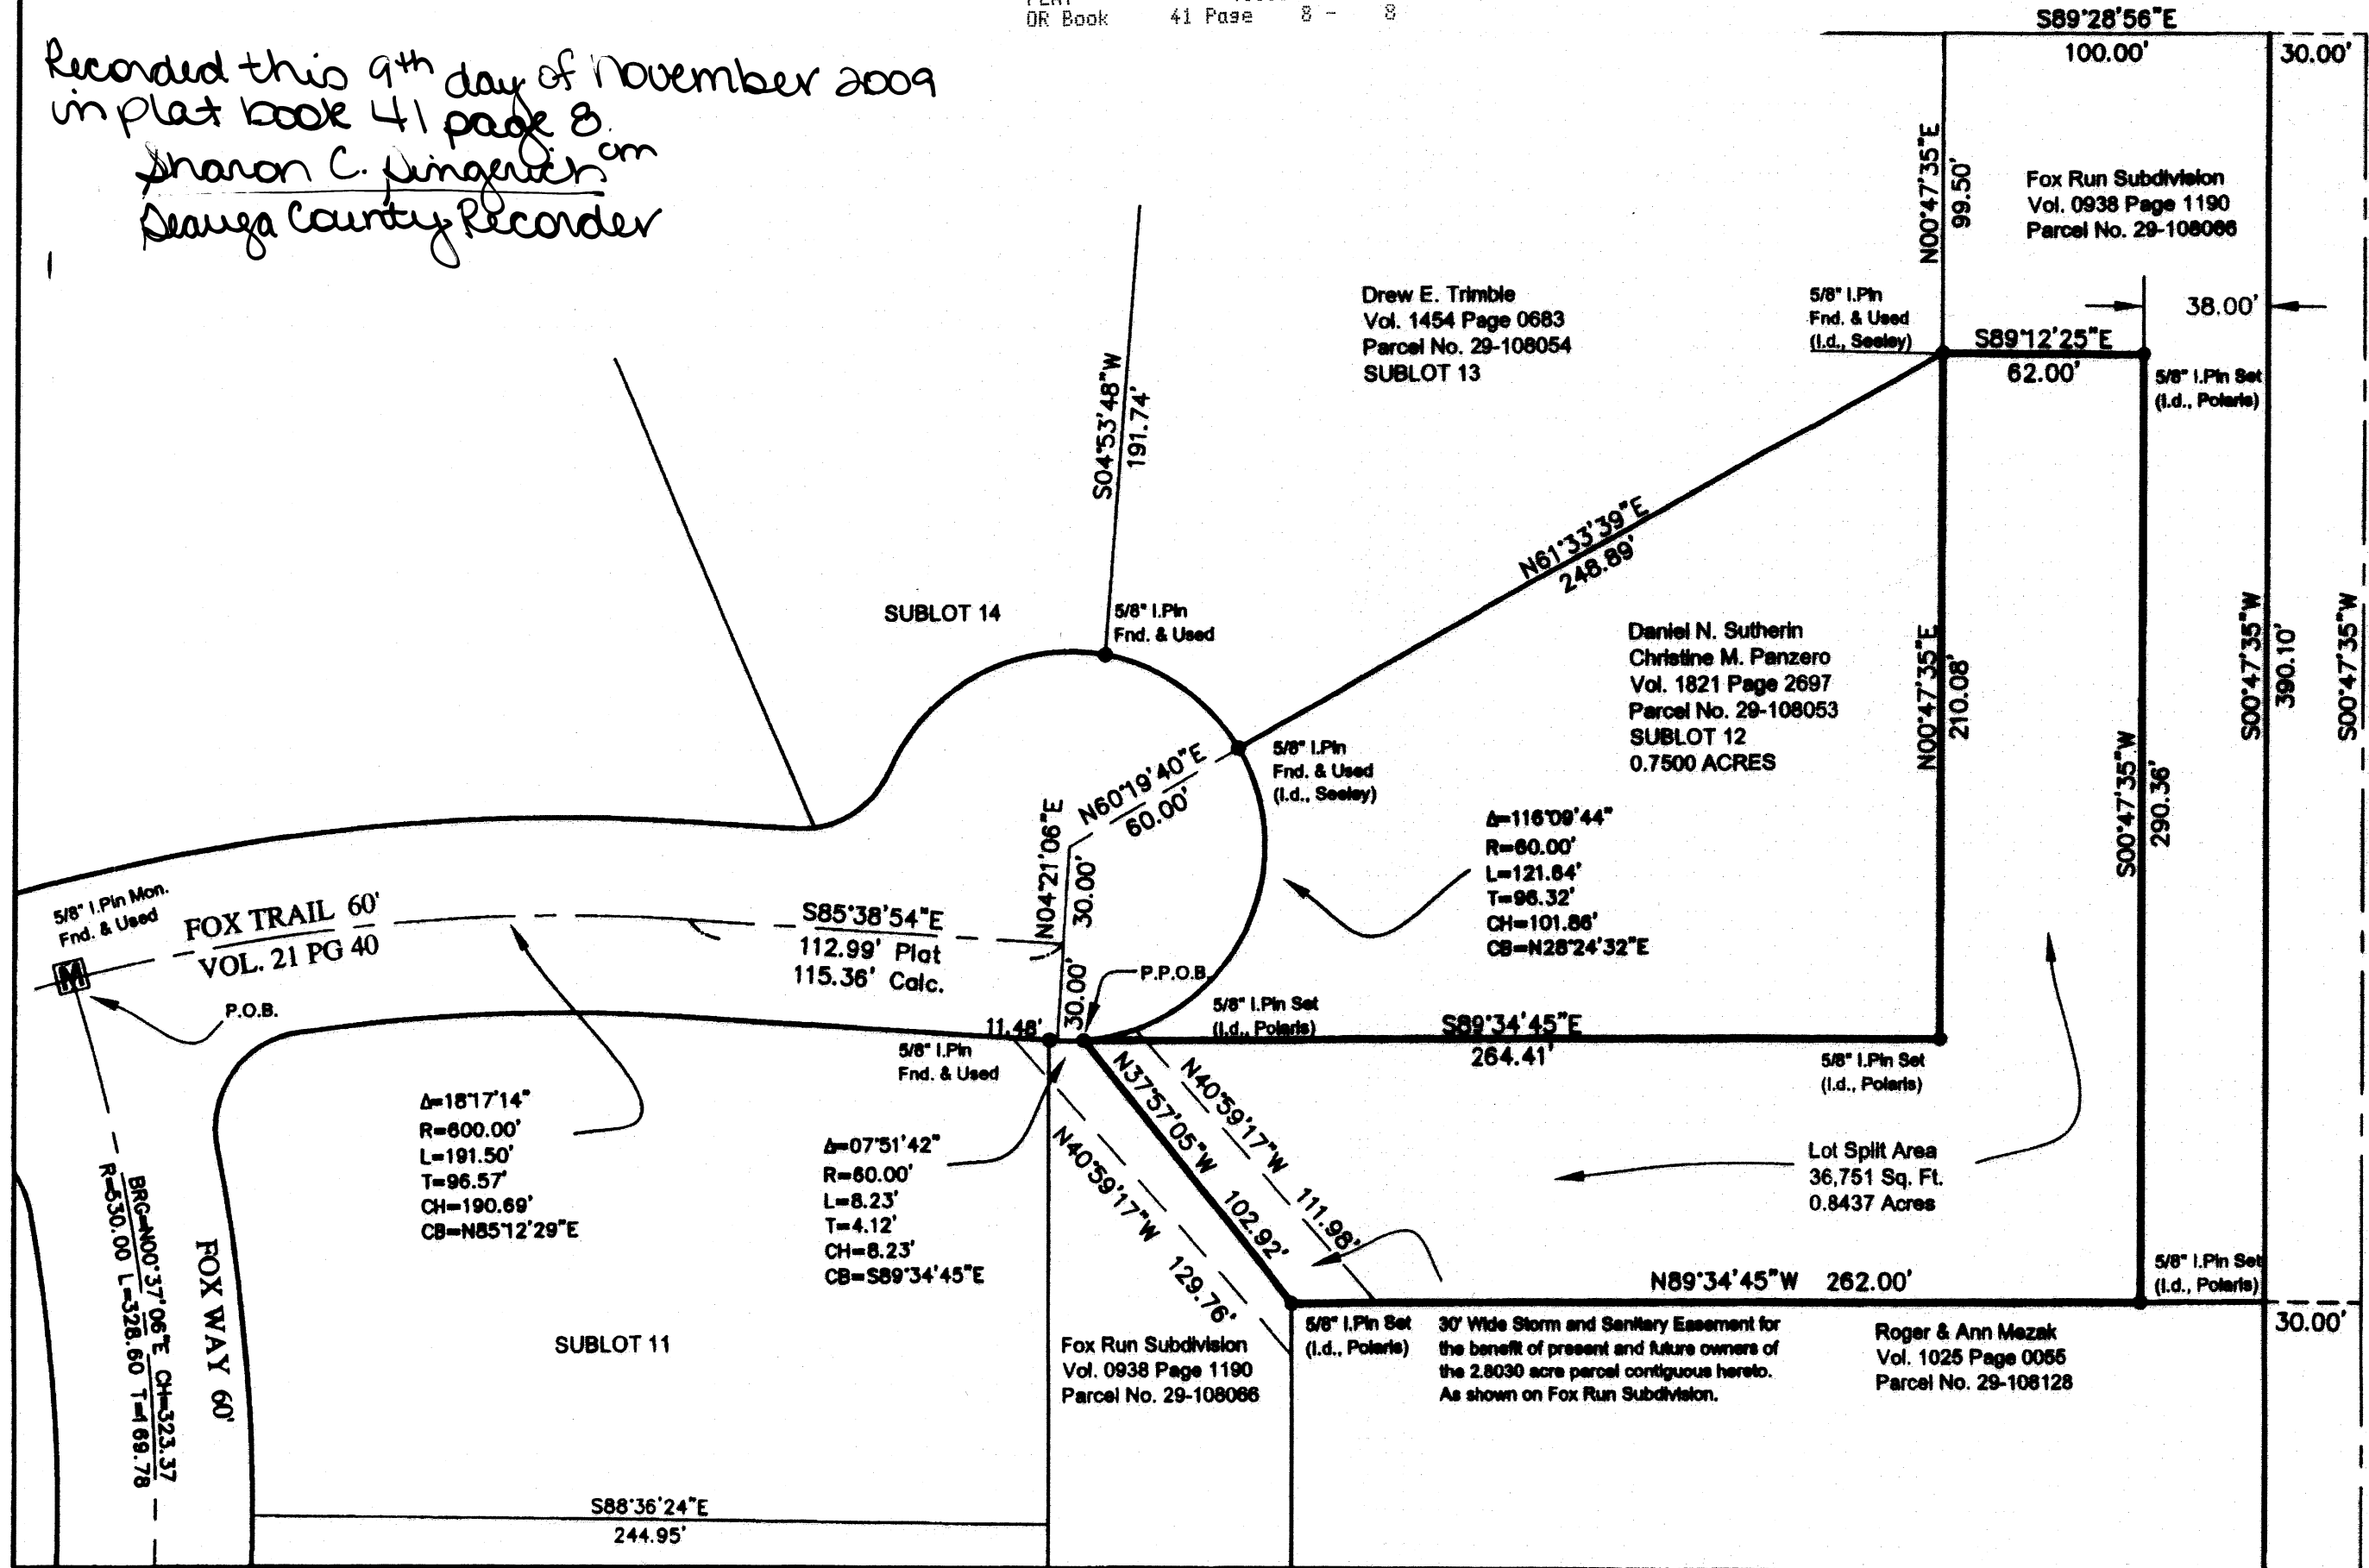 OR Book 41 Page 8 - 8
Recorded this 9th day of November 2009
in plat book 41 page 8.
Sharon C. Gingerich cm
Geauga County Recorder
S89°28'56"E
100.00'
30.00'
N00°47'35"E
99.50'
Fox Run Subdivision
Vol. 0938 Page 1190
Parcel No. 29-108066
38.00'
Drew E. Trimble
Vol. 1454 Page 0683
Parcel No. 29-108054
SUBLOT 13
5/8" I.Pin
Fnd. & Used
(I.d., Seeley)
S89°12'25"E
62.00'
5/8" I.Pin Set
(I.d., Polaris)
S04°53'48"W
191.74'
N61°33'39"E
248.89'
SUBLOT 14
5/8" I.Pin
Fnd. & Used
Daniel N. Sutherin
Christine M. Panzero
Vol. 1821 Page 2697
Parcel No. 29-108053
SUBLOT 12
0.7500 ACRES
N00°47'35"E
210.08'
S00°47'35"W
290.36'
S00°47'35"W
390.10'
S00°47'35"W
5/8" I.Pin
Fnd. & Used
(I.d., Seeley)
N60°19'40"E
60.00'
N04°21'06"E
30.00'
30.00'
Δ=116°09'44"
R=60.00'
L=121.64'
T=96.32'
CH=101.86'
CB=N28°24'32"E
5/8" I.Pin Mon.
Fnd. & Used
FOX TRAIL 60'
VOL. 21 PG 40
M
P.O.B.
S85°38'54"E
112.99' Plat
115.36' Calc.
P.P.O.B.
5/8" I.Pin Set
(I.d., Polaris)
11.48'
5/8" I.Pin
Fnd. & Used
S89°34'45"E
264.41'
5/8" I.Pin Set
(I.d., Polaris)
Δ=18°17'14"
R=600.00'
L=191.50'
T=96.57'
CH=190.69'
CB=N85°12'29"E
Δ=07°51'42"
R=60.00'
L=8.23'
T=4.12'
CH=8.23'
CB=S89°34'45"E
N37°57'05"W 102.92'
N40°59'17"W 111.98'
N40°59'17"W 129.76'
Lot Split Area
36,751 Sq. Ft.
0.8437 Acres
N89°34'45"W 262.00'
5/8" I.Pin Set
(I.d., Polaris)
30.00'
BRG=N00°37'06"E CH=323.37
R=530.00 L=328.60 T=169.78
FOX WAY 60'
SUBLOT 11
Fox Run Subdivision
Vol. 0938 Page 1190
Parcel No. 29-108066
5/8" I.Pin Set
(I.d., Polaris)
30' Wide Storm and Sanitary Easement for
the benefit of present and future owners of
the 2.8030 acre parcel contiguous hereto.
As shown on Fox Run Subdivision.
Roger & Ann Mezak
Vol. 1025 Page 0055
Parcel No. 29-108128
S88°36'24"E
244.95'